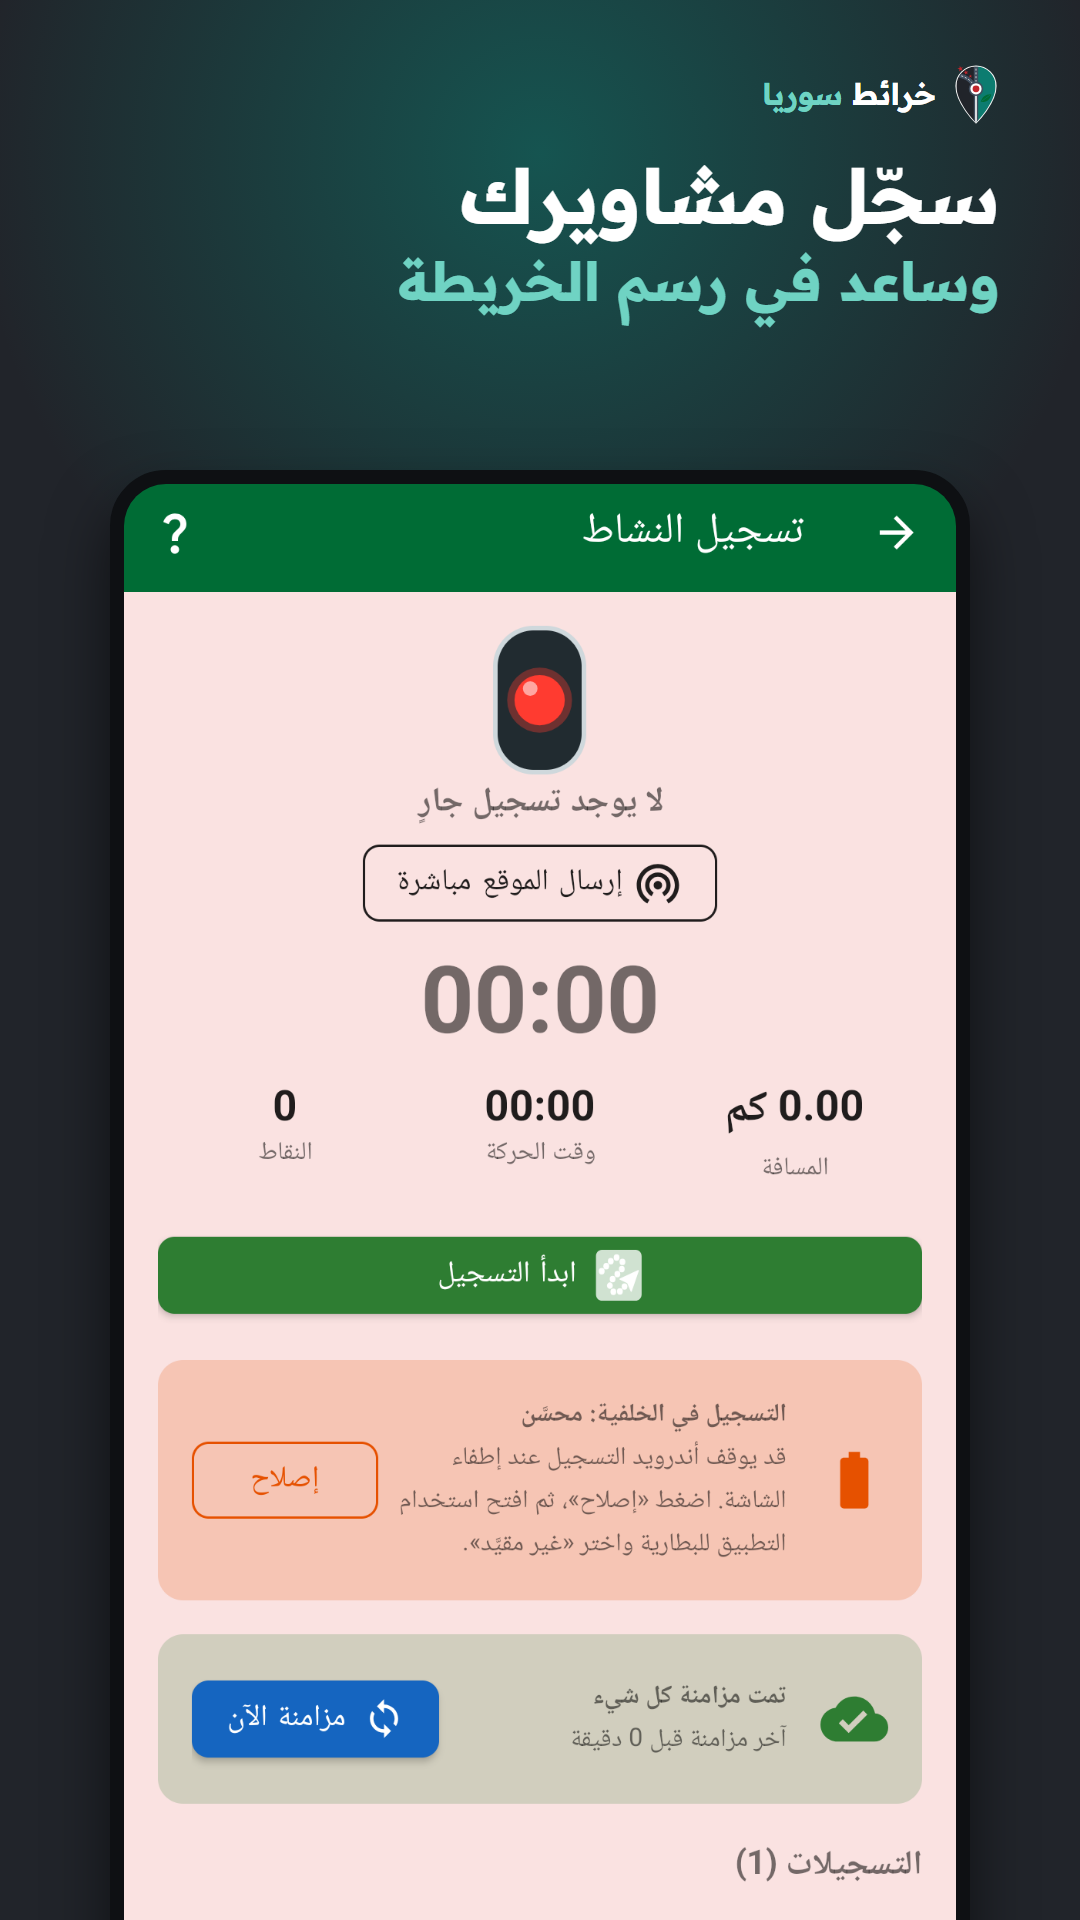 خرائط سوريا
سجّل مشاويرك
وساعد في رسم الخريطة
تسجيل النشاط
?
لا يوجد تسجيل جارٍ
إرسال الموقع مباشرة
00:00
0.00 كم
المسافة
00:00
وقت الحركة
0
النقاط
ابدأ التسجيل
التسجيل في الخلفية: محسَّن
قد يوقف أندرويد التسجيل عند إطفاء
الشاشة. اضغط «إصلاح»، ثم افتح استخدام
التطبيق للبطارية واختر «غير مقيَّد».
إصلاح
تمت مزامنة كل شيء
آخر مزامنة قبل 0 دقيقة
مزامنة الآن
التسجيلات (1)